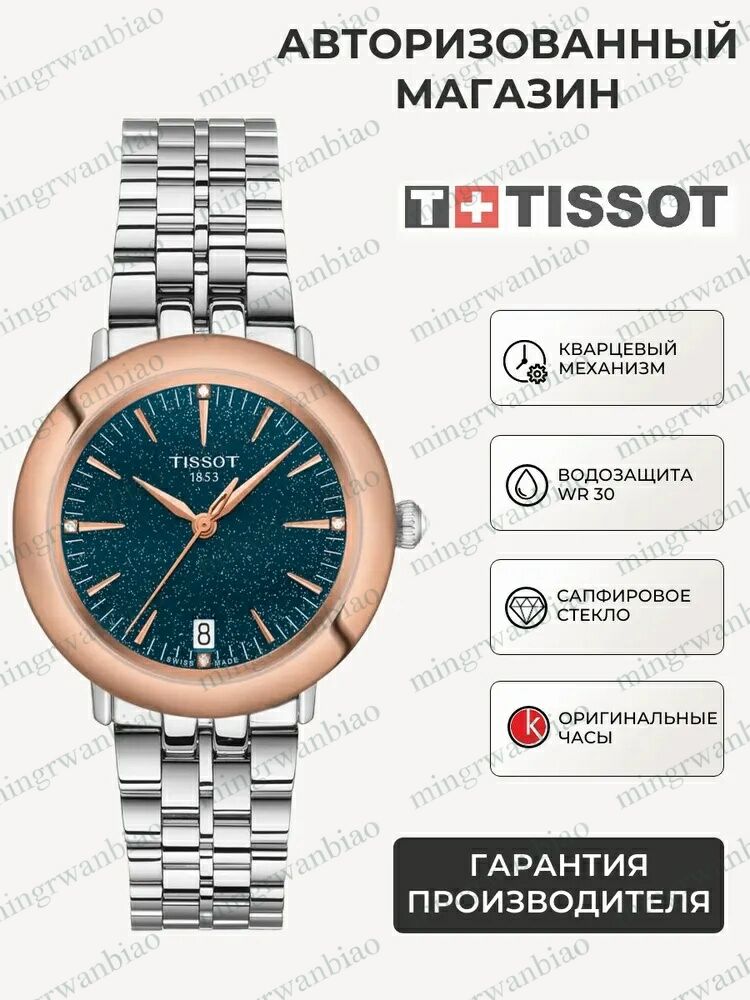 АВТОРИЗОВАННЫЙ
МАГАЗИН
T+TISSOT
КВАРЦЕВЫЙ
МЕХАНИЗМ
ВОДОЗАЩИТА
WR 30
САПФИРОВОЕ
СТЕКЛО
k
ОРИГИНАЛЬНЫЕ
ЧАСЫ
ГАРАНТИЯ
ПРОИЗВОДИТЕЛЯ
TISSOT
1853
8
SWISS MADE
mingrwanbiao